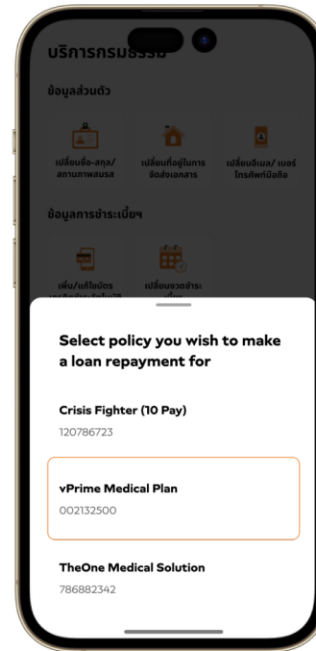 บริการกรมธรรม์
ข้อมูลส่วนตัว
เปลี่ยนชื่อ-สกุล/
สถานภาพสมรส
เปลี่ยนที่อยู่ในการ
จัดส่งเอกสาร
เปลี่ยนอีเมล/ เบอร์
โทรศัพท์มือถือ
ข้อมูลการชำระเบี้ยฯ
เพิ่ม/แก้ไขบัตร
เปลี่ยนงวดชำระ
Select policy you wish to make
a loan repayment for
Crisis Fighter (10 Pay)
120786723
vPrime Medical Plan
002132500
TheOne Medical Solution
786882342